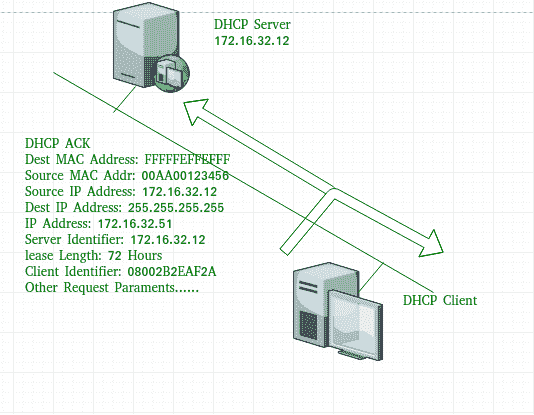 DHCP Server
172.16.32.12
DHCP ACK
Dest MAC Address: FFFFFEFFEFFF
Source MAC Addr: 00AA00123456
Source IP Address: 172.16.32.12
Dest IP Address: 255.255.255.255
IP Address: 172.16.32.51
Server Identifier: 172.16.32.12
lease Length: 72 Hours
Client Identifier: 08002B2EAF2A
Other Request Paraments......
DHCP Client